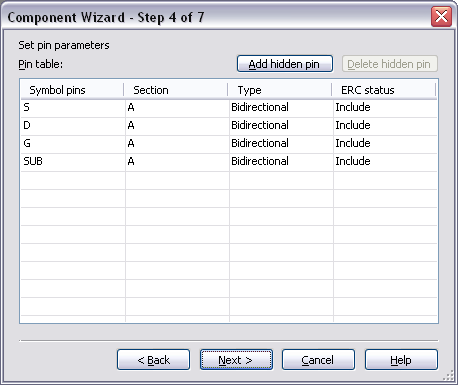 Component Wizard - Step 4 of 7
Set pin parameters
Pin table: Add hidden pin Delete hidden pin
Symbol pins Section Type ERC status
S A Bidirectional Include
D A Bidirectional Include
G A Bidirectional Include
SUB A Bidirectional Include
< Back Next > Cancel Help